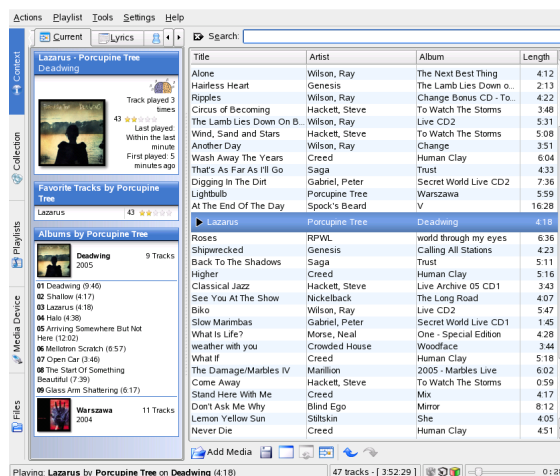 Actions Playlist Tools Settings Help
Current Lyrics
Search:
Context
Collection
Playlists
Media Device
Files
Lazarus - Porcupine Tree
Deadwing
Track played 3
times
43
Last played:
Within the last
minute
First played: 5
minutes ago
Favorite Tracks by Porcupine
Tree
Lazarus 43
Albums by Porcupine Tree
Deadwing 9 Tracks
2005
01 Deadwing (9:46)
02 Shallow (4:17)
03 Lazarus (4:18)
04 Halo (4:38)
05 Arriving Somewhere But Not
Here (12:02)
06 Mellotron Scratch (6:57)
07 Open Car (3:46)
08 The Start Of Something
Beautiful (7:39)
09 Glass Arm Shattering (6:17)
Warszawa 11 Tracks
2004
Title Artist Album Length
Alone Wilson, Ray The Next Best Thing 4:12
Hairless Heart Genesis The Lamb Lies Down o... 2:13
Ripples Wilson, Ray Change Bonus CD - To... 4:22
Circus of Becoming Hackett, Steve To Watch The Storms 3:48
The Lamb Lies Down On B... Wilson, Ray Live CD2 5:31
Wind, Sand and Stars Hackett, Steve To Watch The Storms 5:08
Another Day Wilson, Ray Change 3:51
Wash Away The Years Creed Human Clay 6:04
That's As Far As I'll Go Saga Trust 4:33
Digging In The Dirt Gabriel, Peter Secret World Live CD2 7:36
Lightbulb Porcupine Tree Warszawa 5:59
At The End Of The Day Spock's Beard V 16:28
Lazarus Porcupine Tree Deadwing 4:18
Roses RPWL world through my eyes 6:36
Shipwrecked Genesis Calling All Stations 4:23
Back To The Shadows Saga Trust 5:11
Higher Creed Human Clay 5:16
Classical Jazz Hackett, Steve Live Archive 05 CD1 3:43
See You At The Show Nickelback The Long Road 4:07
Biko Wilson, Ray Live CD2 5:47
Slow Marimbas Gabriel, Peter Secret World Live CD1 1:45
What Is Life? Morse, Neal One - Special Edition 4:28
weather with you Crowded House Woodface 3:44
What If Creed Human Clay 5:18
The Damage/Marbles IV Marillion 2005 - Marbles Live 6:02
Come Away Hackett, Steve To Watch The Storms 0:59
Stand Here With Me Creed Mix 4:17
Don't Ask Me Why Blind Ego Mirror 8:12
Lemon Yellow Sun Stiltskin She 4:05
Never Die Creed Human Clay 4:51
Add Media
Playing: Lazarus by Porcupine Tree on Deadwing (4:18) 47 tracks - [ 3:52:29 ]